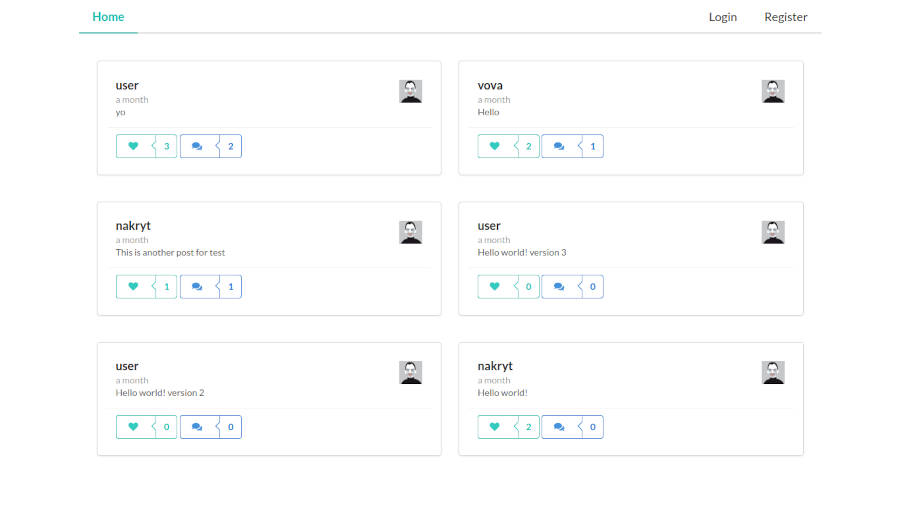 Home Login Register
user
a month
yo
3 2
vova
a month
Hello
2 1
nakryt
a month
This is another post for test
1 1
user
a month
Hello world! version 3
0 0
user
a month
Hello world! version 2
0 0
nakryt
a month
Hello world!
2 0